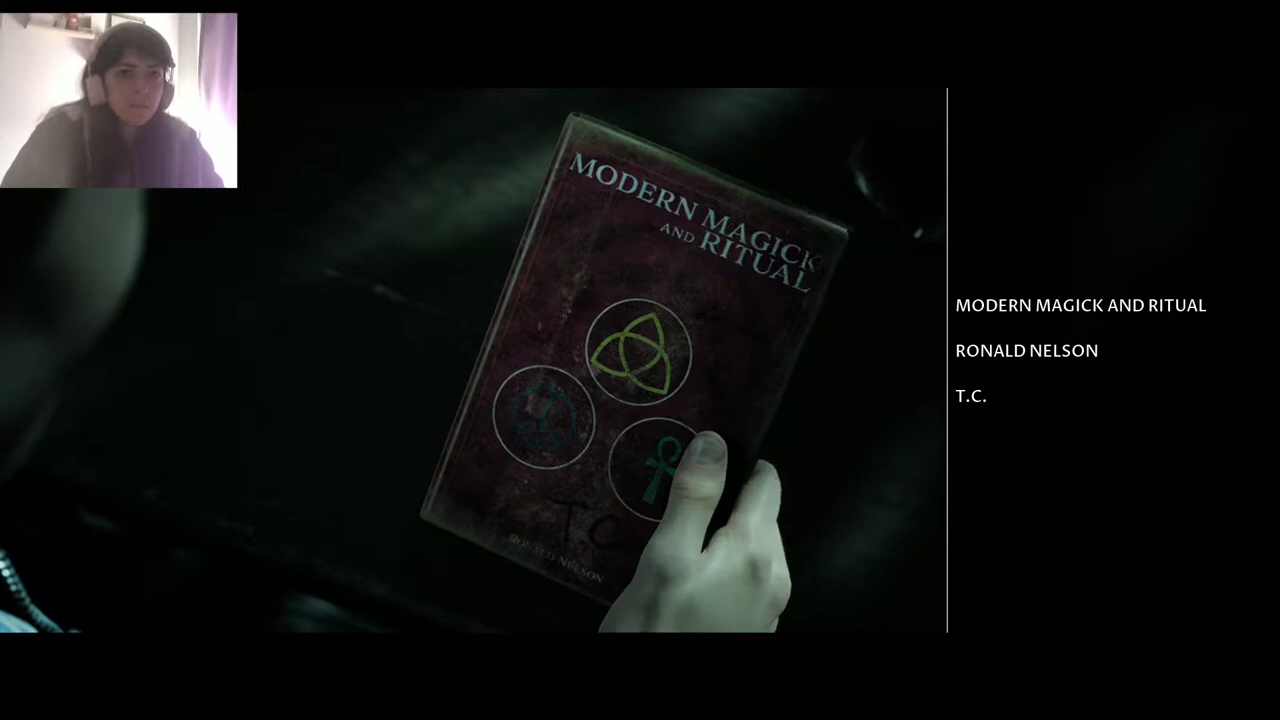 MODERN MAGICK
AND RITUAL
T.C
RONALD NELSON
MODERN MAGICK AND RITUAL
RONALD NELSON
T.C.